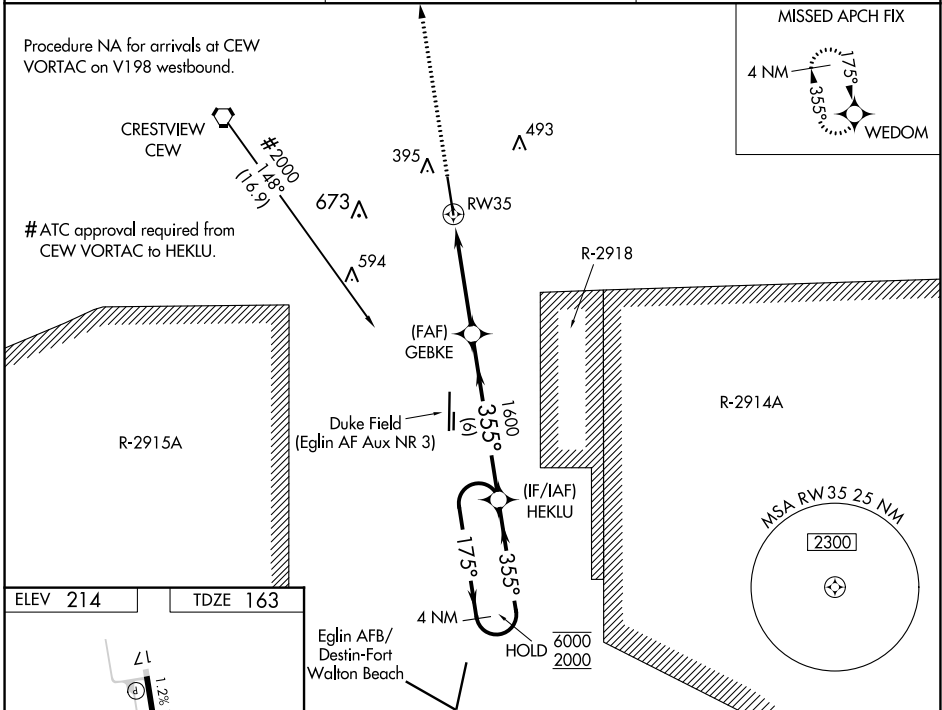 Procedure NA for arrivals at CEW
VORTAC on V198 westbound.
MISSED APCH FIX
4 NM
175°
355°
WEDOM
CRESTVIEW
CEW
#2000
148°
(16.9)
395
493
673
RW35
#ATC approval required from
CEW VORTAC to HEKLU.
594
R-2918
(FAF)
GEBKE
1600
355°
(6)
Duke Field
(Eglin AF Aux NR 3)
R-2915A
R-2914A
(IF/IAF)
HEKLU
MSA RW35 25 NM
2300
175°
355°
4 NM
HOLD
6000
2000
ELEV 214
TDZE 163
Eglin AFB/
Destin-Fort
Walton Beach
17
1.2%
P